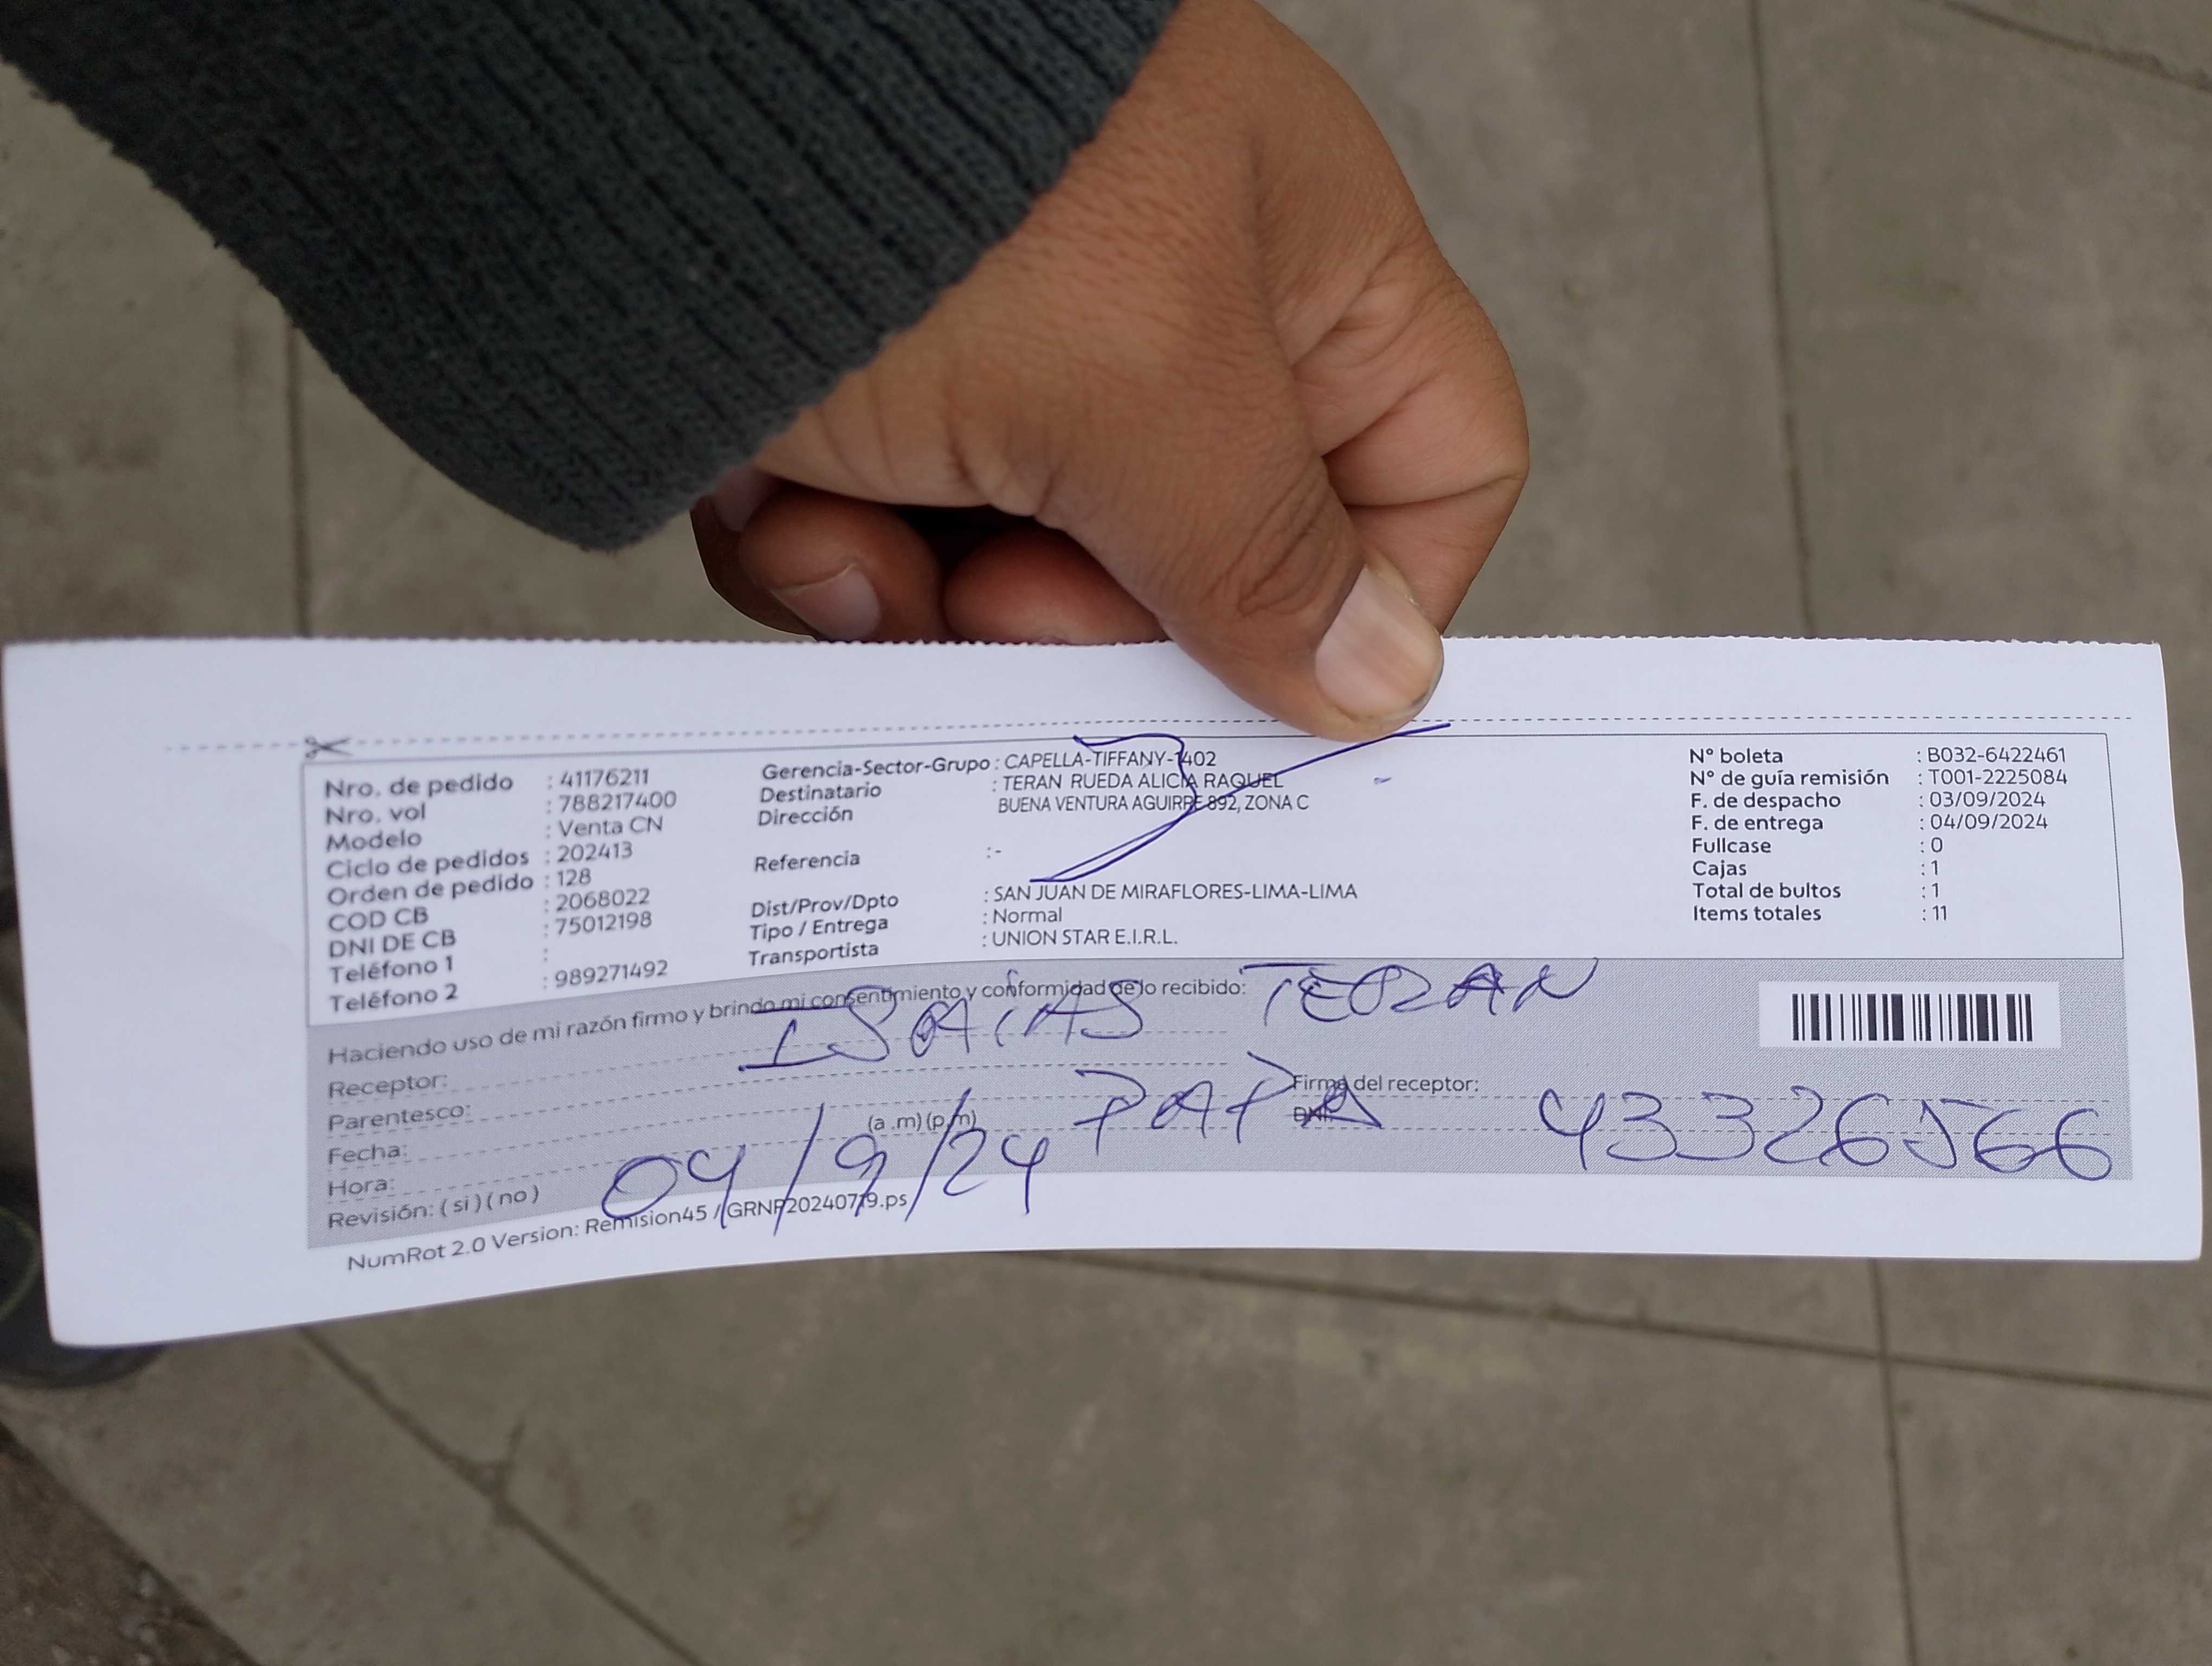 Nro. de pedido : 41176211
Nro. vol : 788217400
Modelo : Venta CN
Ciclo de pedidos : 202413
Orden de pedido : 128
COD CB : 2068022
DNI DE CB : 75012198
Teléfono 1 :
Teléfono 2 : 989271492
Gerencia-Sector-Grupo : CAPELLA-TIFFANY-1402
Destinatario : TERAN RUEDA ALICIA RAQUEL
Dirección BUENA VENTURA AGUIRRE 892, ZONA C
Referencia :-
Dist/Prov/Dpto : SAN JUAN DE MIRAFLORES-LIMA-LIMA
Tipo / Entrega : Normal
Transportista : UNION STAR E.I.R.L.
N° boleta : B032-6422461
N° de guía remisión : T001-2225084
F. de despacho : 03/09/2024
F. de entrega : 04/09/2024
Fullcase : 0
Cajas : 1
Total de bultos : 1
Items totales : 11
Haciendo uso de mi razón firmo y brindo mi consentimiento y conformidad de lo recibido:
Receptor: ISAIAS TERAN
Parentesco: PAPA
Firma del receptor:
DNI: 43326566
Fecha: 04/9/24
Hora: (a .m) (p.m)
Revisión: ( si ) ( no )
NumRot 2.0 Version: Remision45 / GRNP20240719.ps